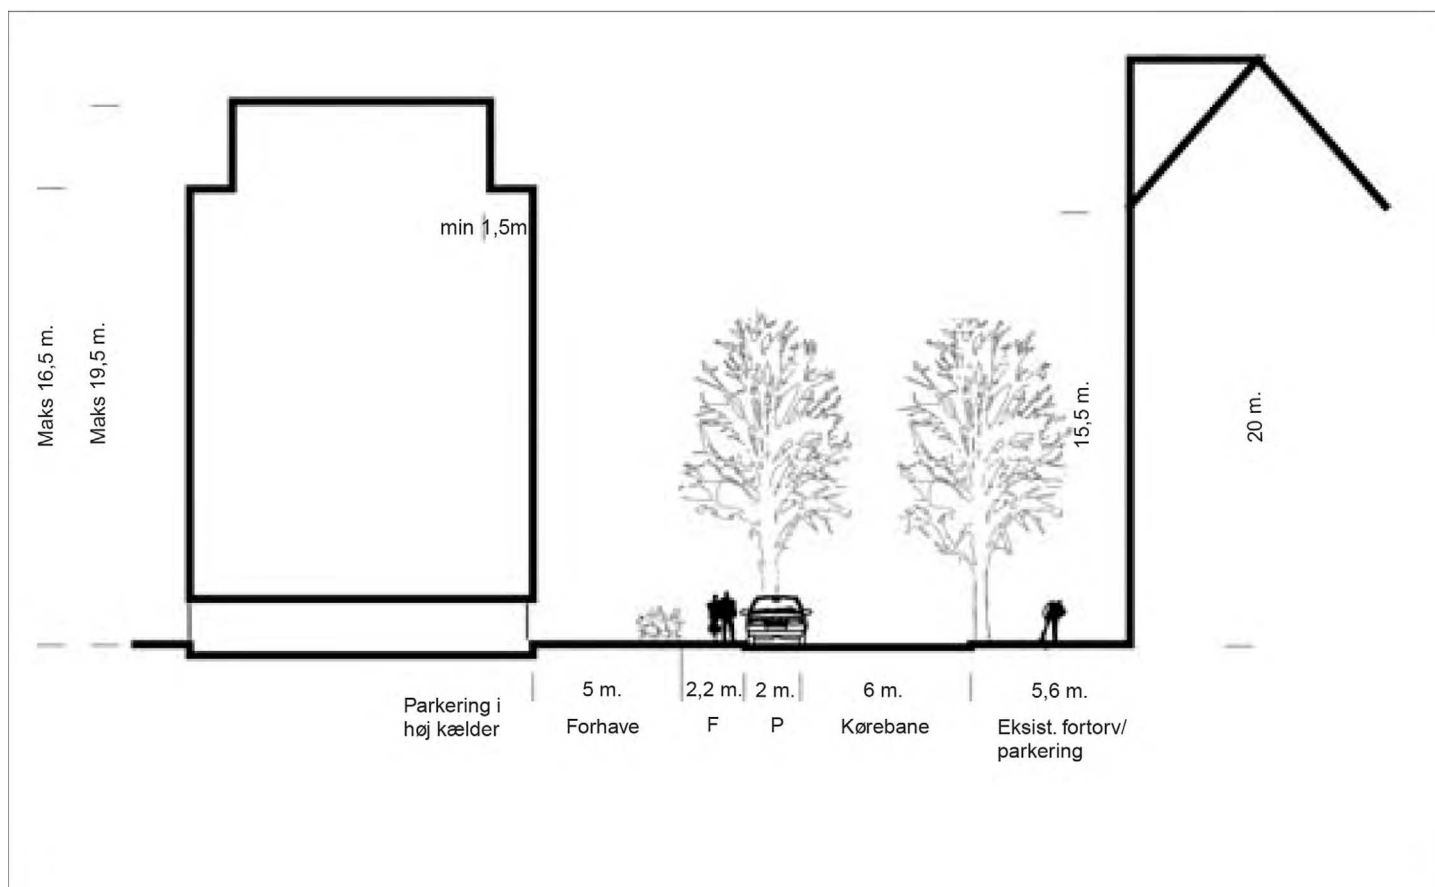 min 1,5m
Maks 16,5 m.
Maks 19,5 m.
15,5 m.
20 m.
5 m.
2,2 m.
2 m.
6 m.
5,6 m.
Parkering i
høj kælder
Forhave
F
P
Kørebane
Eksist. fortorv/
parkering